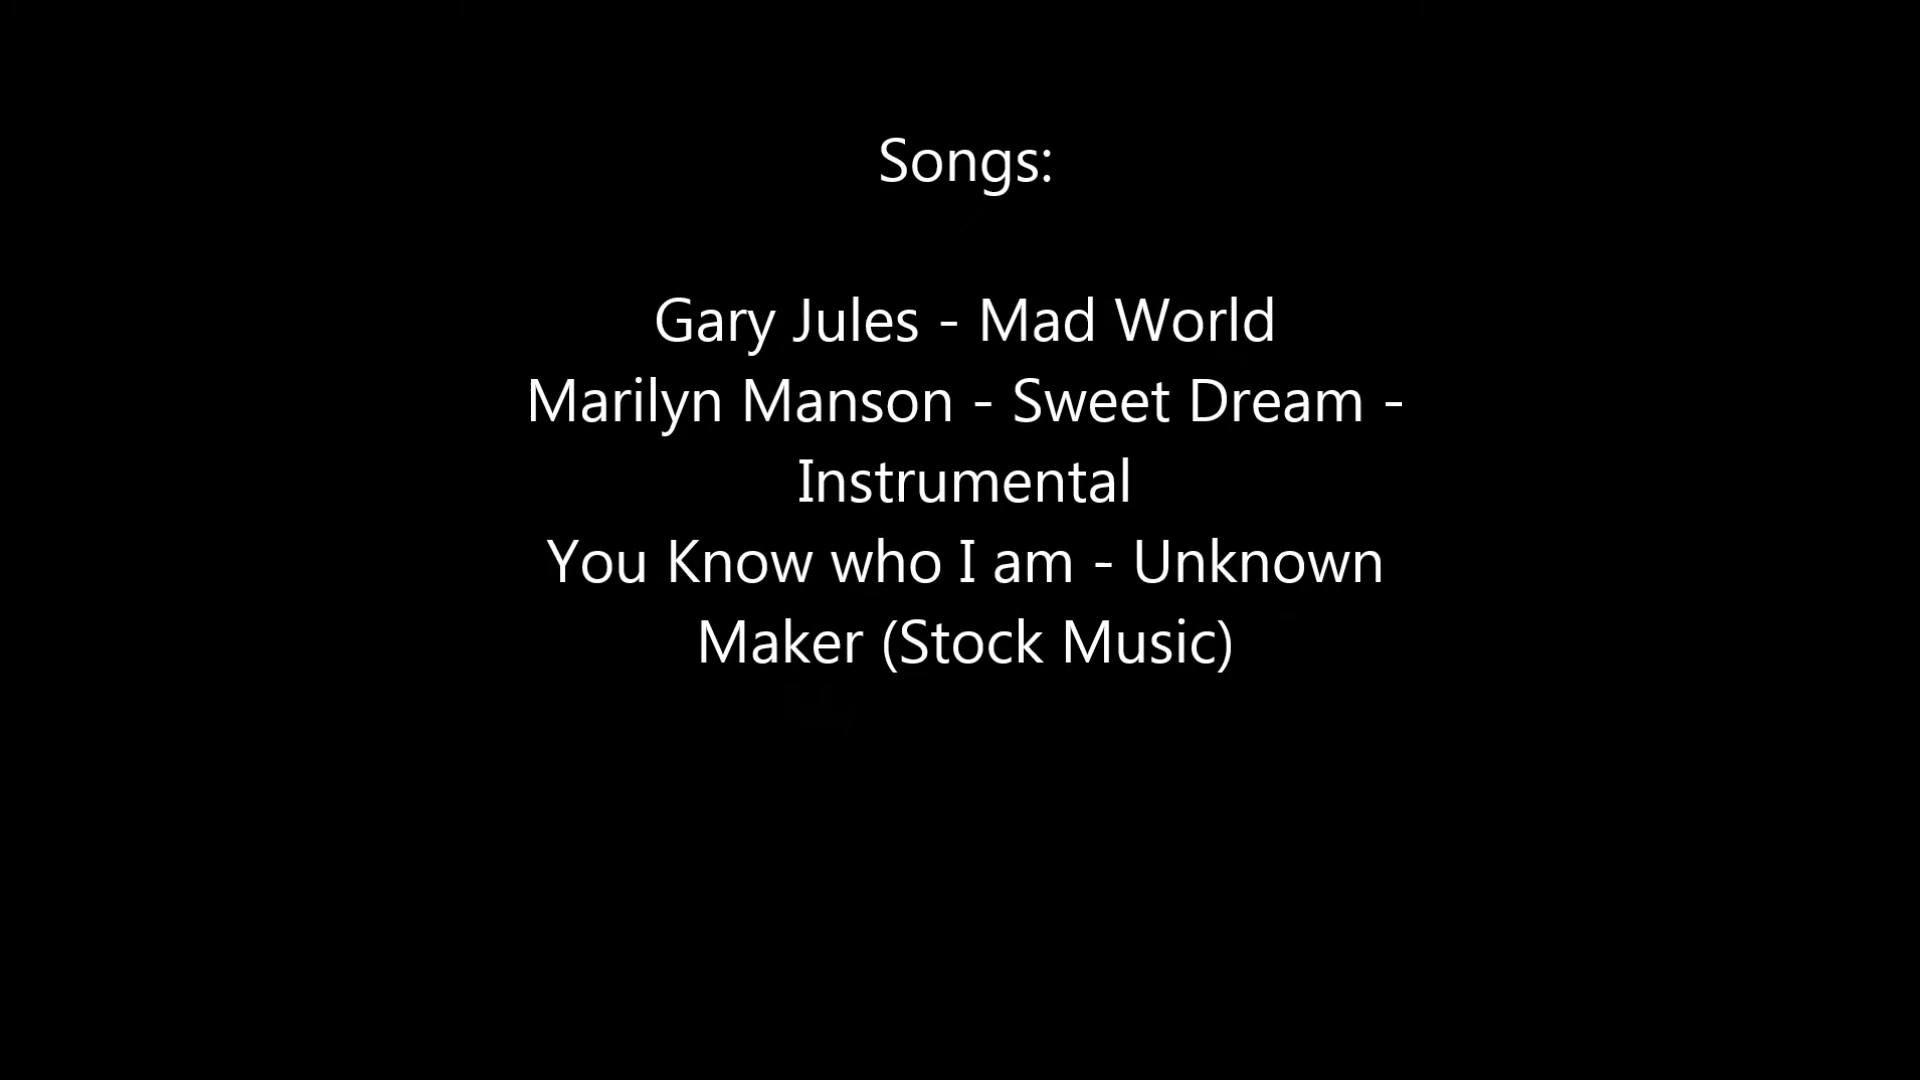 Songs:
Gary Jules - Mad World
Marilyn Manson - Sweet Dream -
Instrumental
You Know who I am - Unknown
Maker (Stock Music)